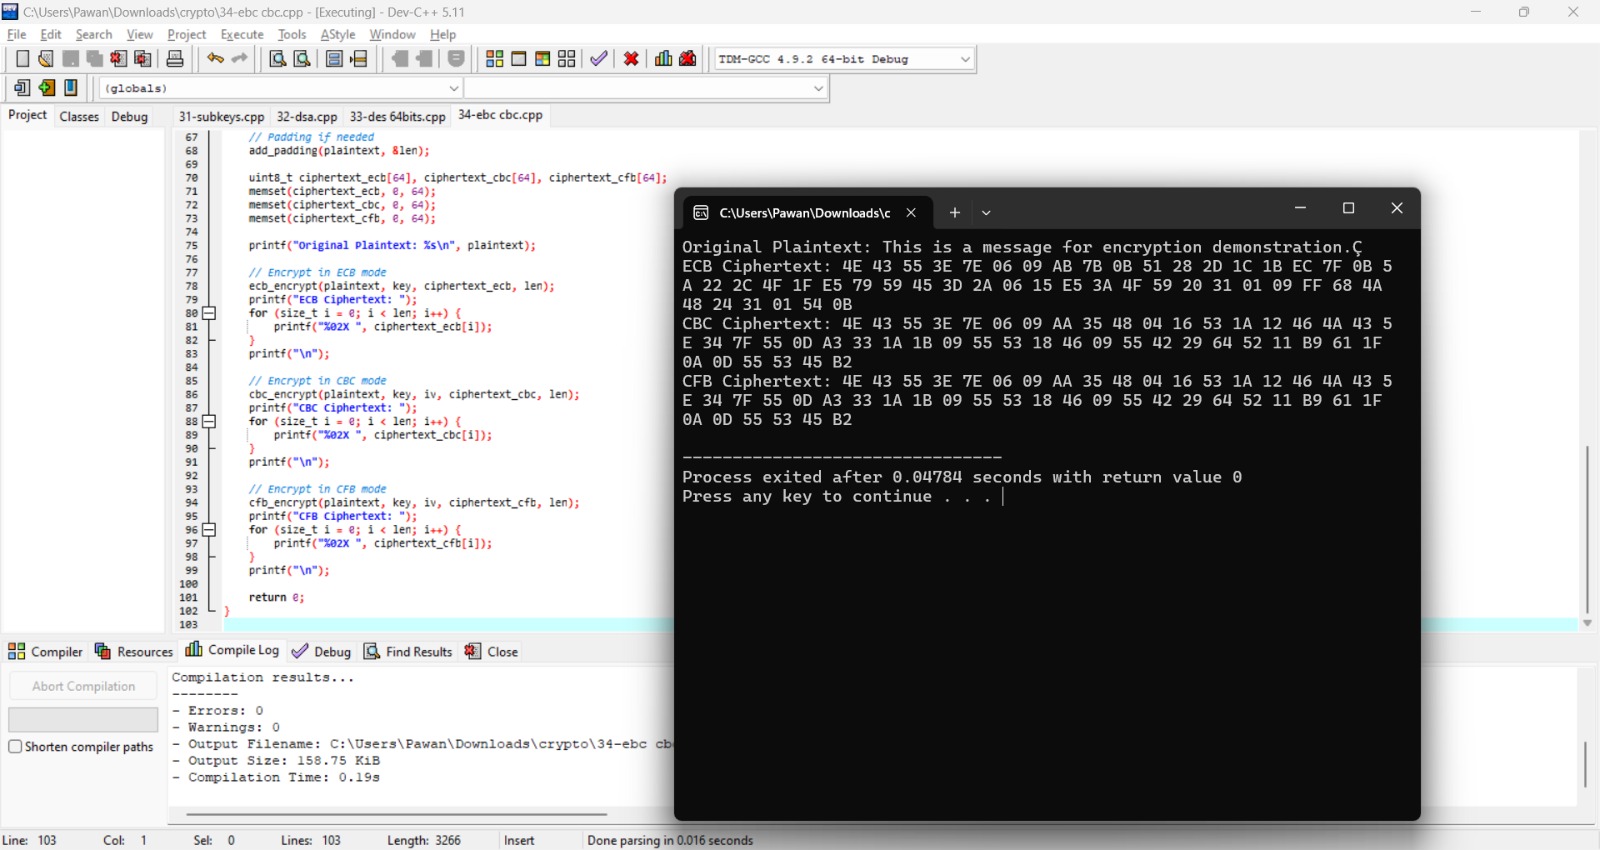 C:\Users\Pawan\Downloads\crypto\34-ebc cbc.cpp - [Executing] - Dev-C++ 5.11
File Edit Search View Project Execute Tools AStyle Window Help
TDM-GCC 4.9.2 64-bit Debug
(globals)
Project Classes Debug
31-subkeys.cpp 32-dsa.cpp 33-des 64bits.cpp 34-ebc cbc.cpp
67 // Padding if needed
68 add_padding(plaintext, &len);
69
70 uint8_t ciphertext_ecb[64], ciphertext_cbc[64], ciphertext_cfb[64];
71 memset(ciphertext_ecb, 0, 64);
72 memset(ciphertext_cbc, 0, 64);
73 memset(ciphertext_cfb, 0, 64);
74
75 printf("Original Plaintext: %s\n", plaintext);
76
77 // Encrypt in ECB mode
78 ecb_encrypt(plaintext, key, ciphertext_ecb, len);
79 printf("ECB Ciphertext: ");
80 for (size_t i = 0; i < len; i++) {
81 printf("%02X ", ciphertext_ecb[i]);
82 }
83 printf("\n");
84
85 // Encrypt in CBC mode
86 cbc_encrypt(plaintext, key, iv, ciphertext_cbc, len);
87 printf("CBC Ciphertext: ");
88 for (size_t i = 0; i < len; i++) {
89 printf("%02X ", ciphertext_cbc[i]);
90 }
91 printf("\n");
92
93 // Encrypt in CFB mode
94 cfb_encrypt(plaintext, key, iv, ciphertext_cfb, len);
95 printf("CFB Ciphertext: ");
96 for (size_t i = 0; i < len; i++) {
97 printf("%02X ", ciphertext_cfb[i]);
98 }
99 printf("\n");
100
101 return 0;
102 }
103
C:\Users\Pawan\Downloads\c
Original Plaintext: This is a message for encryption demonstration.Ç
ECB Ciphertext: 4E 43 55 3E 7E 06 09 AB 7B 0B 51 28 2D 1C 1B EC 7F 0B 5
A 22 2C 4F 1F E5 79 59 45 3D 2A 06 15 E5 3A 4F 59 20 31 01 09 FF 68 4A
48 24 31 01 54 0B
CBC Ciphertext: 4E 43 55 3E 7E 06 09 AA 35 48 04 16 53 1A 12 46 4A 43 5
E 34 7F 55 0D A3 33 1A 1B 09 55 53 18 46 09 55 42 29 64 52 11 B9 61 1F
0A 0D 55 53 45 B2
CFB Ciphertext: 4E 43 55 3E 7E 06 09 AA 35 48 04 16 53 1A 12 46 4A 43 5
E 34 7F 55 0D A3 33 1A 1B 09 55 53 18 46 09 55 42 29 64 52 11 B9 61 1F
0A 0D 55 53 45 B2
--------------------------------
Process exited after 0.04784 seconds with return value 0
Press any key to continue . . .
Compiler Resources Compile Log Debug Find Results Close
Abort Compilation
Shorten compiler paths
Compilation results...
--------
- Errors: 0
- Warnings: 0
- Output Filename: C:\Users\Pawan\Downloads\crypto\34-ebc cb
- Output Size: 158.75 KiB
- Compilation Time: 0.19s
Line: 103 Col: 1 Sel: 0 Lines: 103 Length: 3266 Insert Done parsing in 0.016 seconds